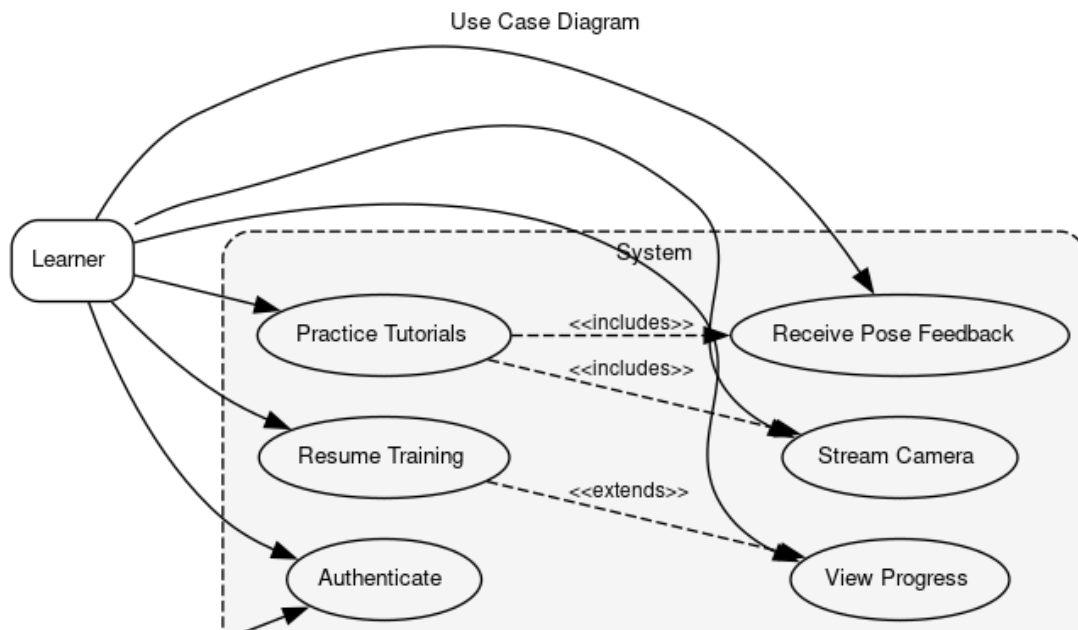 Use Case Diagram
Learner
System
Practice Tutorials
<<includes>>
Receive Pose Feedback
<<includes>>
Resume Training
Stream Camera
<<extends>>
Authenticate
View Progress